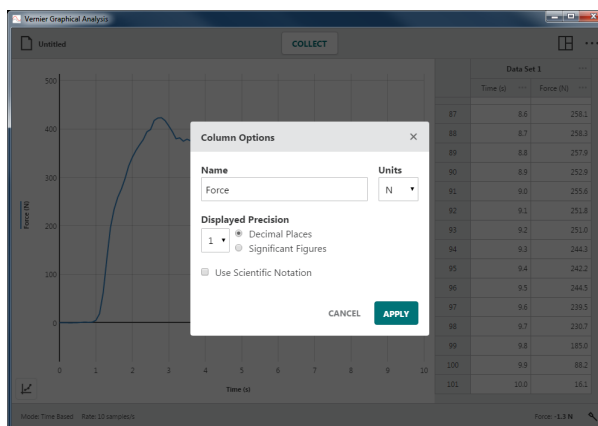 Vernier Graphical Analysis
Untitled
COLLECT
500
400
300
200
100
0
Force (N)
0 1 2 3 4 5 6 7 8 9 10
Time (s)
Column Options ×
Name Units
Force N
Displayed Precision
1 Decimal Places
Significant Figures
Use Scientific Notation
CANCEL APPLY
Data Set 1
Time (s) Force (N)
87 8.6 258.1
88 8.7 258.3
89 8.8 257.9
90 8.9 252.9
91 9.0 255.6
92 9.1 251.8
93 9.2 251.0
94 9.3 244.3
95 9.4 242.2
96 9.5 244.5
97 9.6 239.5
98 9.7 230.7
99 9.8 185.0
100 9.9 88.2
101 10.0 16.1
Mode: Time Based Rate: 10 samples/s Force: -1.3 N